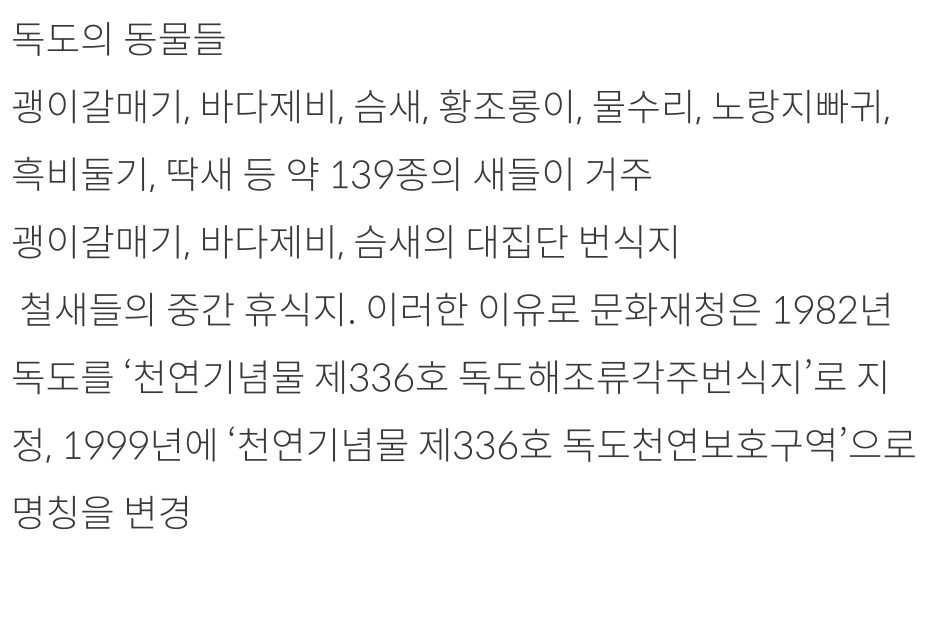 독도의 동물들
괭이갈매기, 바다제비, 슴새, 황조롱이, 물수리, 노랑지빠귀,
흑비둘기, 딱새 등 약 139종의 새들이 거주
괭이갈매기, 바다제비, 슴새의 대집단 번식지
철새들의 중간 휴식지. 이러한 이유로 문화재청은 1982년
독도를 ‘천연기념물 제336호 독도해조류각주번식지’로 지
정, 1999년에 ‘천연기념물 제336호 독도천연보호구역’으로
명칭을 변경